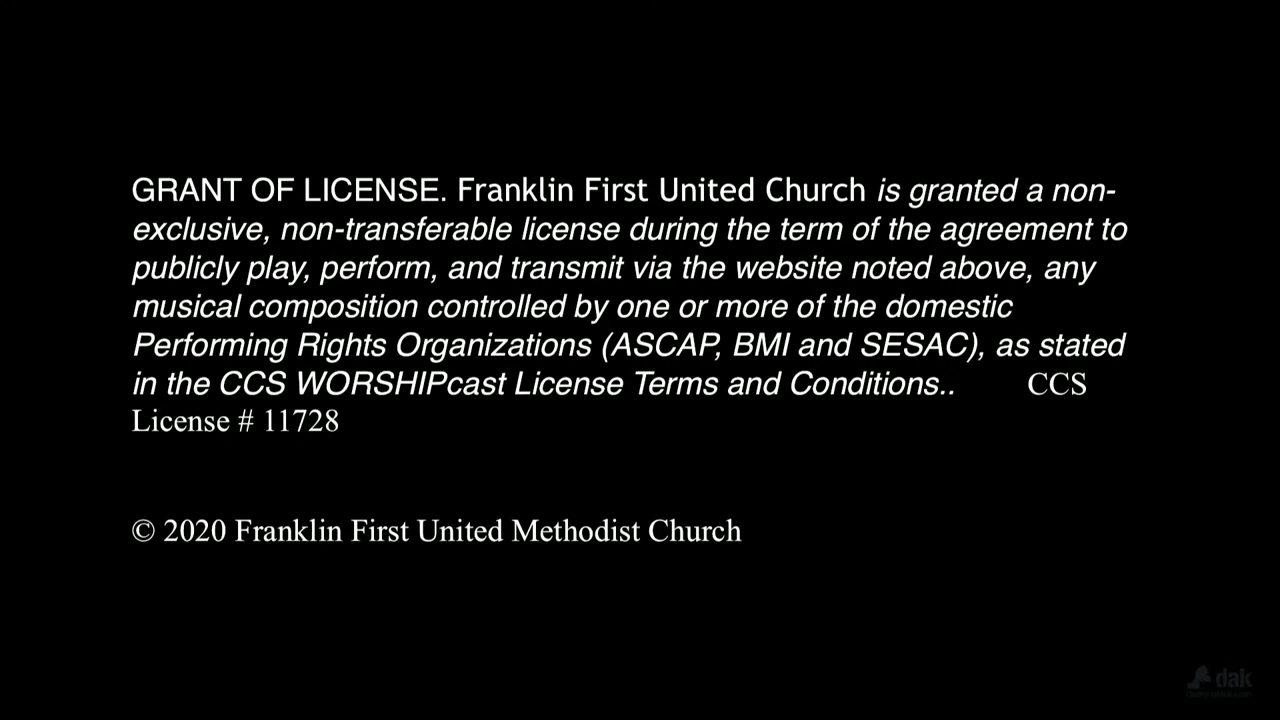 GRANT OF LICENSE. Franklin First United Church is granted a non-
exclusive, non-transferable license during the term of the agreement to
publicly play, perform, and transmit via the website noted above, any
musical composition controlled by one or more of the domestic
Performing Rights Organizations (ASCAP, BMI and SESAC), as stated
in the CCS WORSHIPcast License Terms and Conditions.. CCS
License # 11728
© 2020 Franklin First United Methodist Church
dak